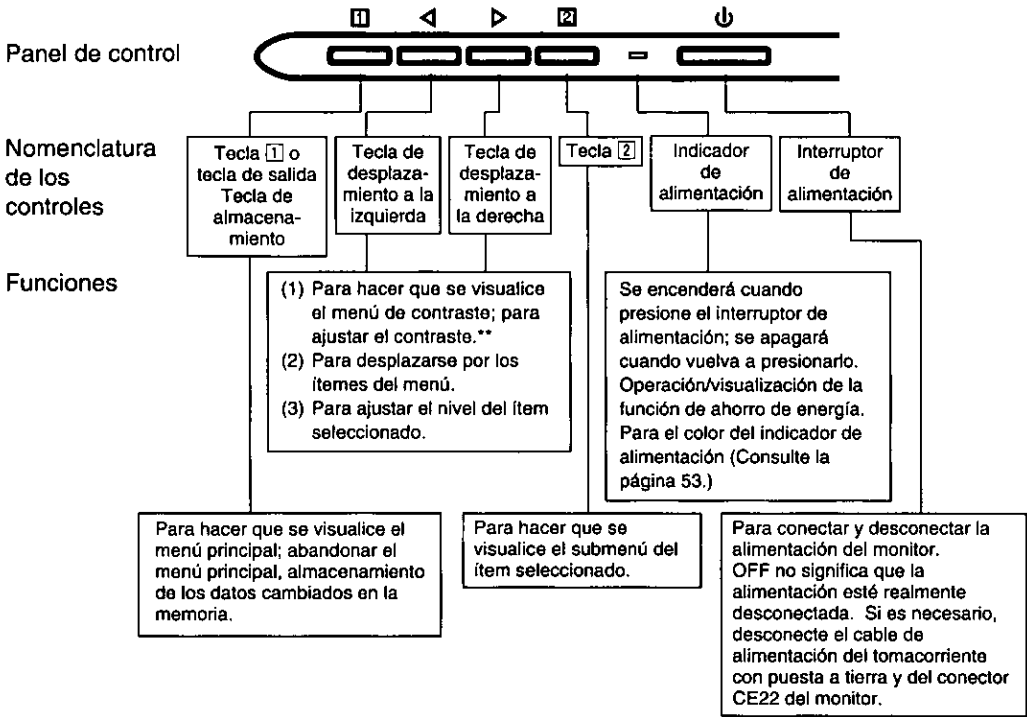 1 2
Panel de control
Nomenclatura
de los
controles
Tecla 1 o
tecla de salida
Tecla de
almacena-
miento
Tecla de
desplaza-
miento a la
izquierda
Tecla de
desplaza-
miento a
la derecha
Tecla 2
Indicador
de
alimentación
Interruptor
de
alimentación
Funciones
(1) Para hacer que se visualice
el menú de contraste; para
ajustar el contraste.**
(2) Para desplazarse por los
ítemes del menú.
(3) Para ajustar el nivel del ítem
seleccionado.
Se encenderá cuando
presione el interruptor de
alimentación; se apagará
cuando vuelva a presionarlo.
Operación/visualización de la
función de ahorro de energía.
Para el color del indicador de
alimentación (Consulte la
página 53.)
Para hacer que se visualice el
menú principal; abandonar el
menú principal, almacenamiento
de los datos cambiados en la
memoria.
Para hacer que se
visualice el submenú del
ítem seleccionado.
Para conectar y desconectar la
alimentación del monitor.
OFF no significa que la
alimentación esté realmente
desconectada. Si es necesario,
desconecte el cable de
alimentación del tomacorriente
con puesta a tierra y del conector
CE22 del monitor.